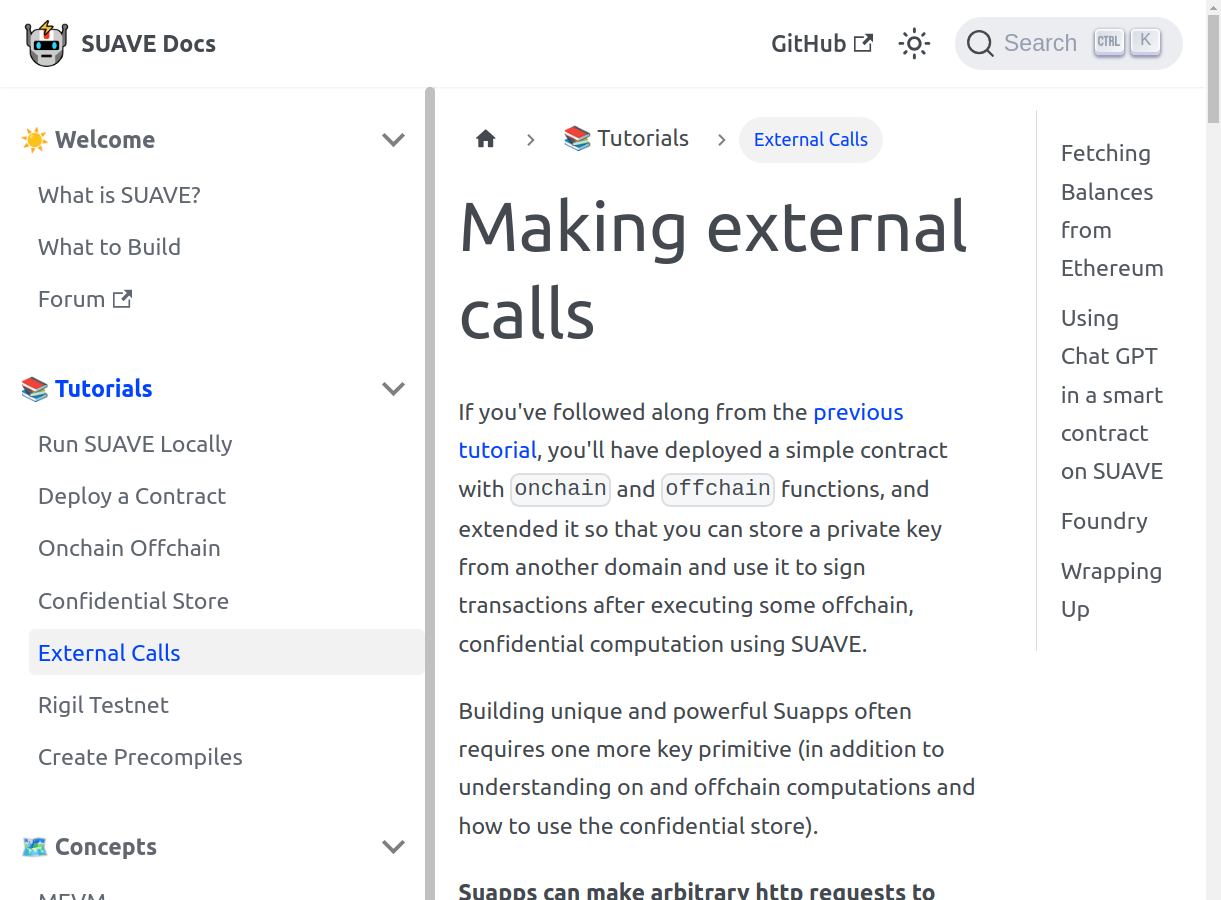 SUAVE Docs
GitHub
Search CTRL K
☀️ Welcome
What is SUAVE?
What to Build
Forum
📚 Tutorials
Run SUAVE Locally
Deploy a Contract
Onchain Offchain
Confidential Store
External Calls
Rigil Testnet
Create Precompiles
🗺️ Concepts
MEVM
📚 Tutorials
External Calls
Making external
calls
If you've followed along from the previous
tutorial, you'll have deployed a simple contract
with onchain and offchain functions, and
extended it so that you can store a private key
from another domain and use it to sign
transactions after executing some offchain,
confidential computation using SUAVE.
Building unique and powerful Suapps often
requires one more key primitive (in addition to
understanding on and offchain computations and
how to use the confidential store).
Suapps can make arbitrary http requests to
Fetching
Balances
from
Ethereum
Using
Chat GPT
in a smart
contract
on SUAVE
Foundry
Wrapping
Up